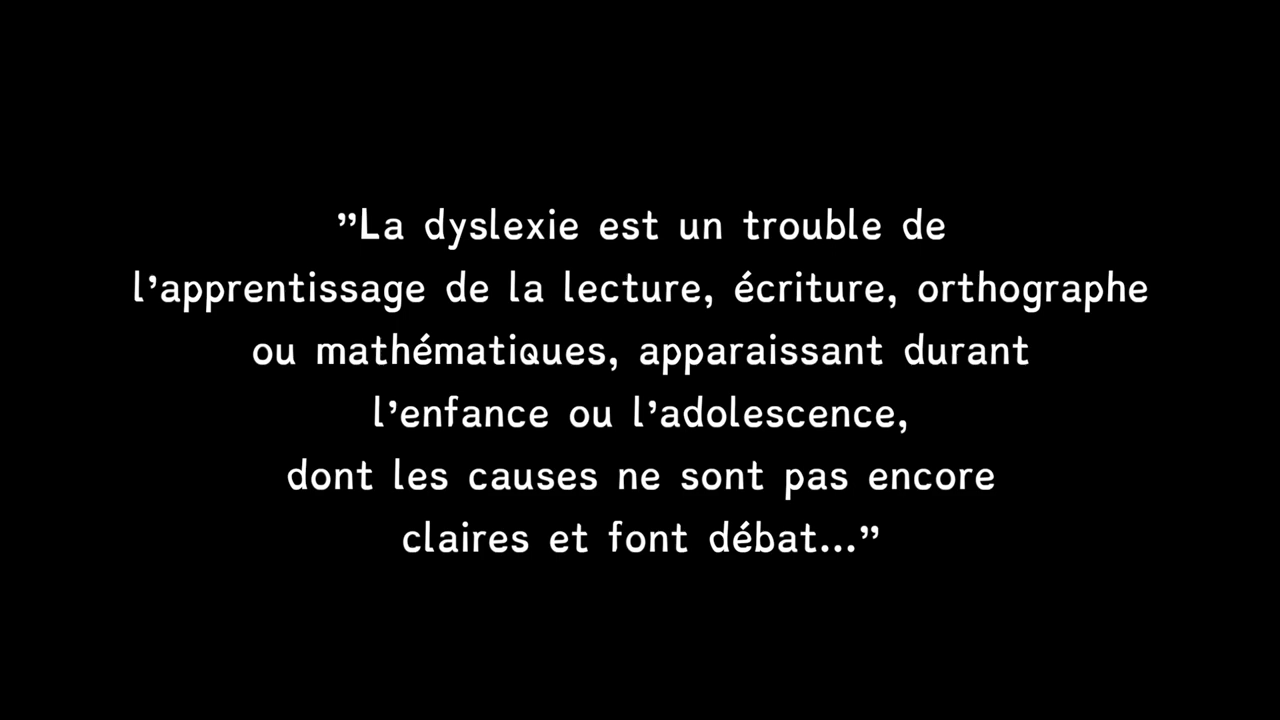 ”La dyslexie est un trouble de
l’apprentissage de la lecture, écriture, orthographe
ou mathématiques, apparaissant durant
l’enfance ou l’adolescence,
dont les causes ne sont pas encore
claires et font débat...”